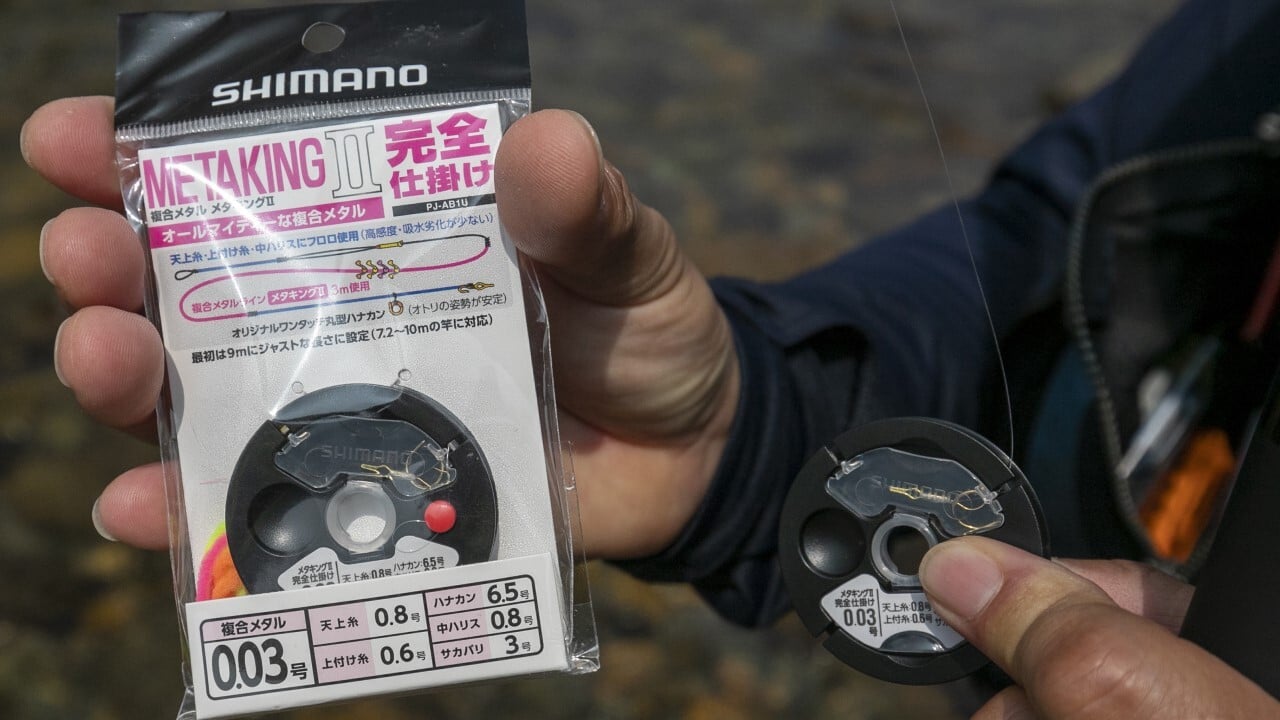 SHIMANO
METAKING II 完全
仕掛け
複合メタル メタキングII
PJ-AB1U
オールマイティーな複合メタル
天上糸・上付け糸・中ハリスにフロロ使用(高感度・吸水劣化が少ない)
複合メタルライン メタキングII 3m使用
オリジナルワンタッチ丸型ハナカン (オトリの姿勢が安定)
最初は9mにジャストな長さに設定(7.2〜10mの竿に対応)
SHIMANO
メタキングII
完全仕掛け
天上糸 0.8号 ハナカン 6.5号
複合メタル
0.03号
天上糸 0.8号
上付け糸 0.6号
ハナカン 6.5号
中ハリス 0.8号
サカバリ 3号
SHIMANO
メタキングII
完全仕掛け
0.03
号
天上糸 0.8号
上付糸 0.6号